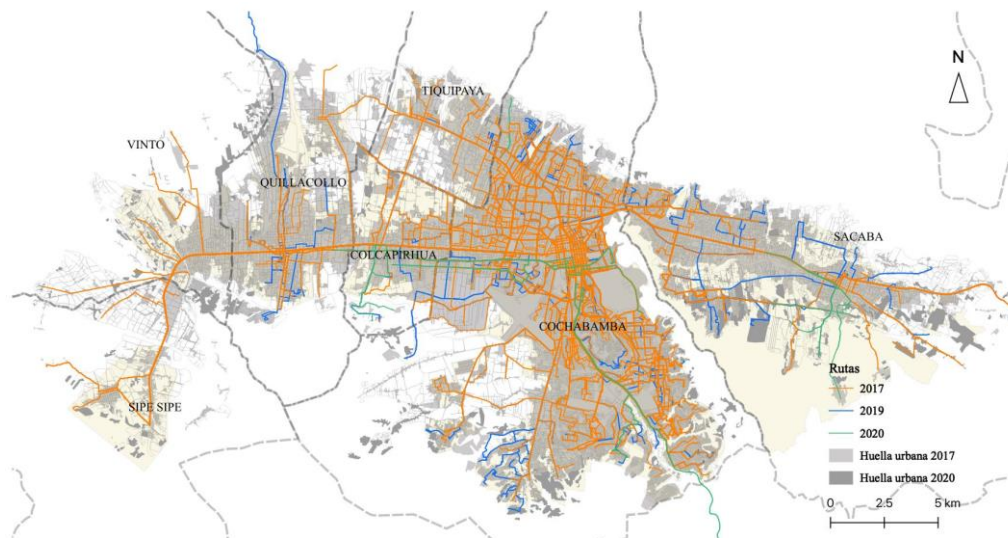 N
TIQUIPAYA
VINTO
QUILLACOLLO
SACABA
COLCAPIRHUA
COCHABAMBA
SIPE SIPE
Rutas
2017
2019
2020
Huella urbana 2017
Huella urbana 2020
0 2.5 5 km